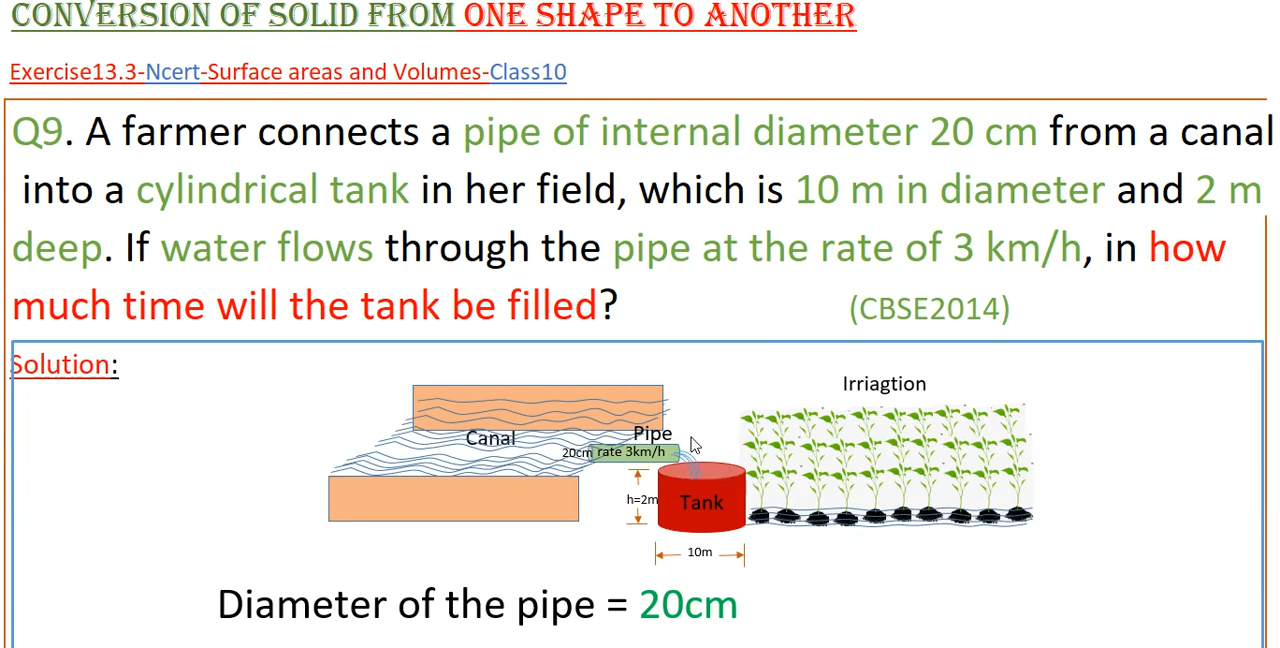 CONVERSION OF SOLID FROM ONE SHAPE TO ANOTHER
Exercise13.3-Ncert-Surface areas and Volumes-Class10
Q9. A farmer connects a pipe of internal diameter 20 cm from a canal
into a cylindrical tank in her field, which is 10 m in diameter and 2 m
deep. If water flows through the pipe at the rate of 3 km/h, in how
much time will the tank be filled? (CBSE2014)
Solution:
Irriagtion
Canal
Pipe
20cm rate 3km/h
h=2m
Tank
10m
Diameter of the pipe = 20cm